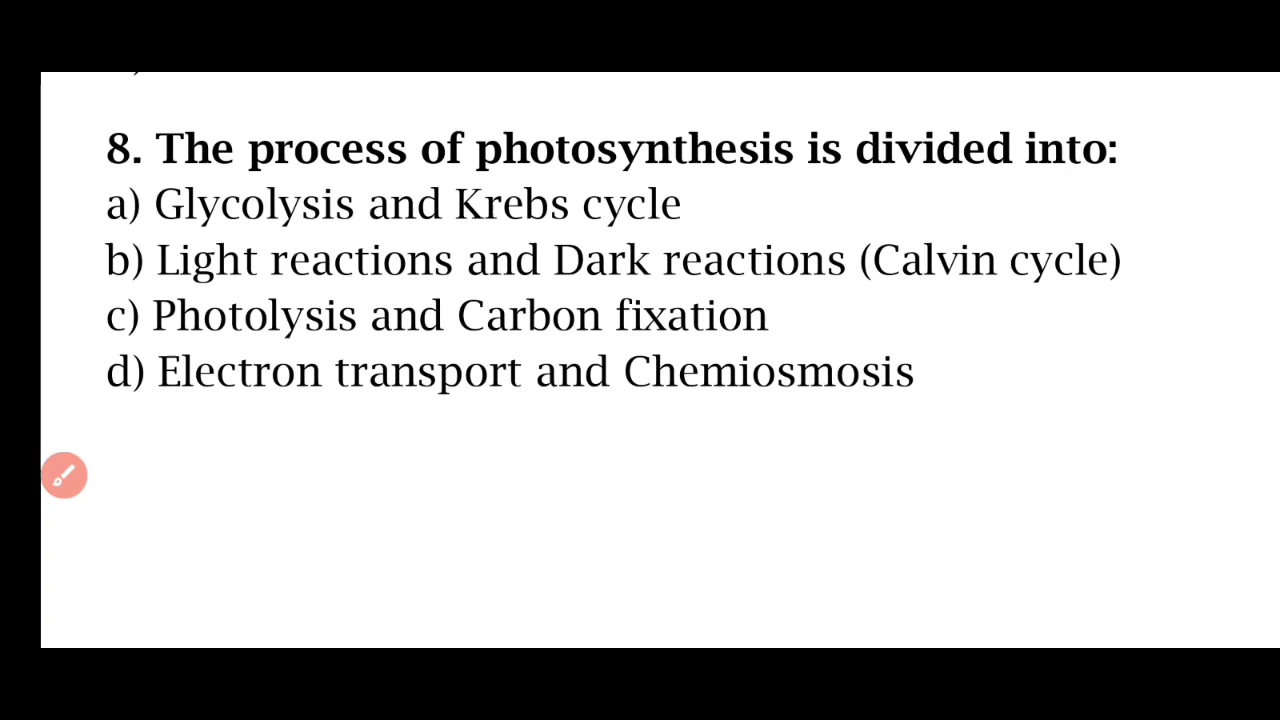 8. The process of photosynthesis is divided into:
a) Glycolysis and Krebs cycle
b) Light reactions and Dark reactions (Calvin cycle)
c) Photolysis and Carbon fixation
d) Electron transport and Chemiosmosis